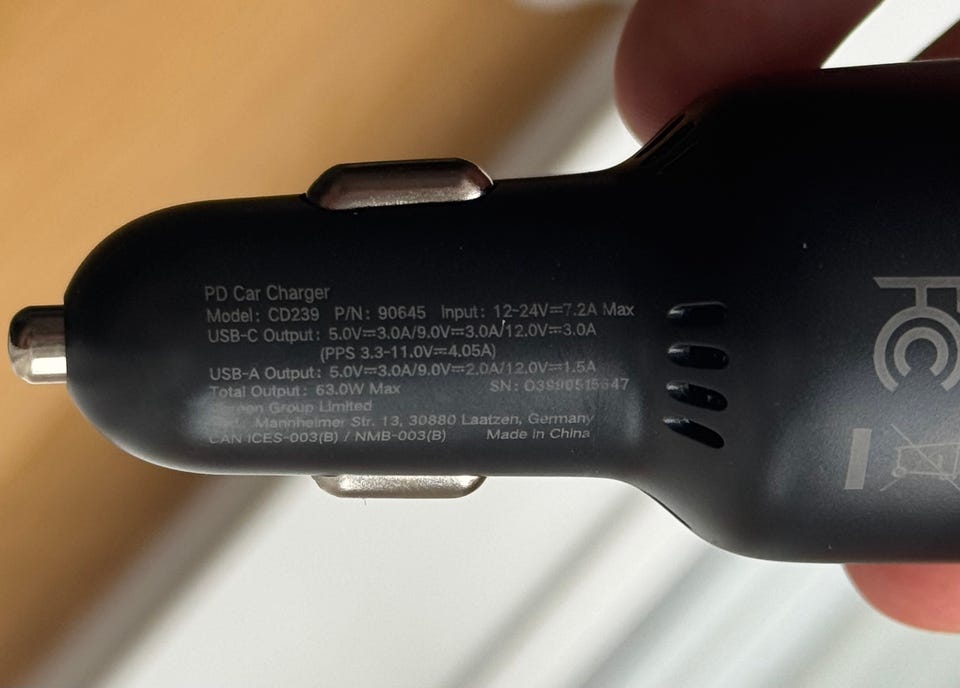 PD Car Charger
Model: CD239 P/N: 90645 Input: 12-24V⎓7.2A Max
USB-C Output: 5.0V⎓3.0A/9.0V⎓3.0A/12.0V⎓3.0A
(PPS 3.3-11.0V⎓4.05A)
USB-A Output: 5.0V⎓3.0A/9.0V⎓2.0A/12.0V⎓1.5A
Total Output: 63.0W Max SN:
Group Limited
Mannheimer Str. 13, 30880 Laatzen, Germany
CAN ICES-003(B) / NMB-003(B) Made in China
FC